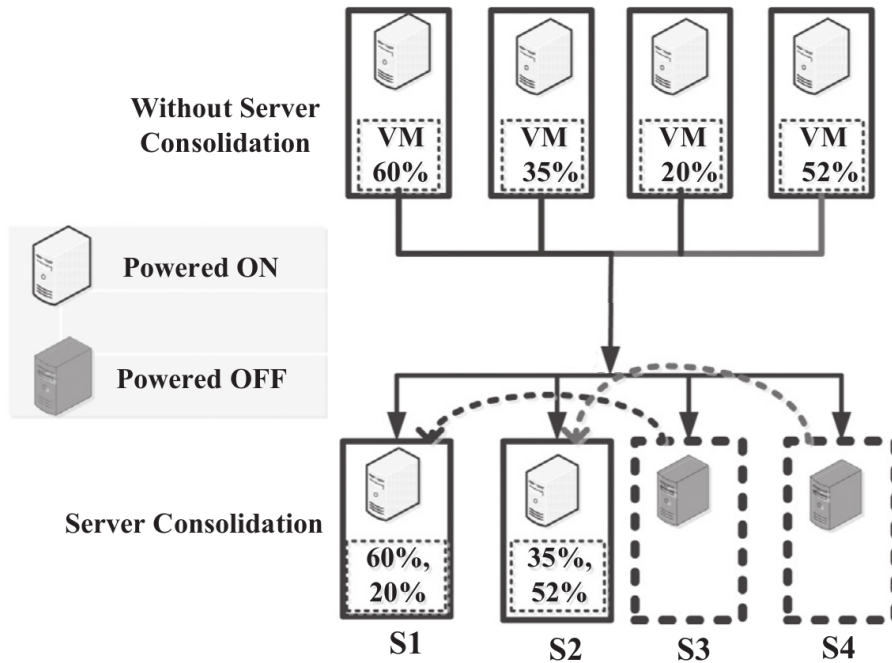 Without Server
Consolidation
VM
60%
VM
35%
VM
20%
VM
52%
Powered ON
Powered OFF
Server Consolidation
60%,
20%
35%,
52%
S1
S2
S3
S4